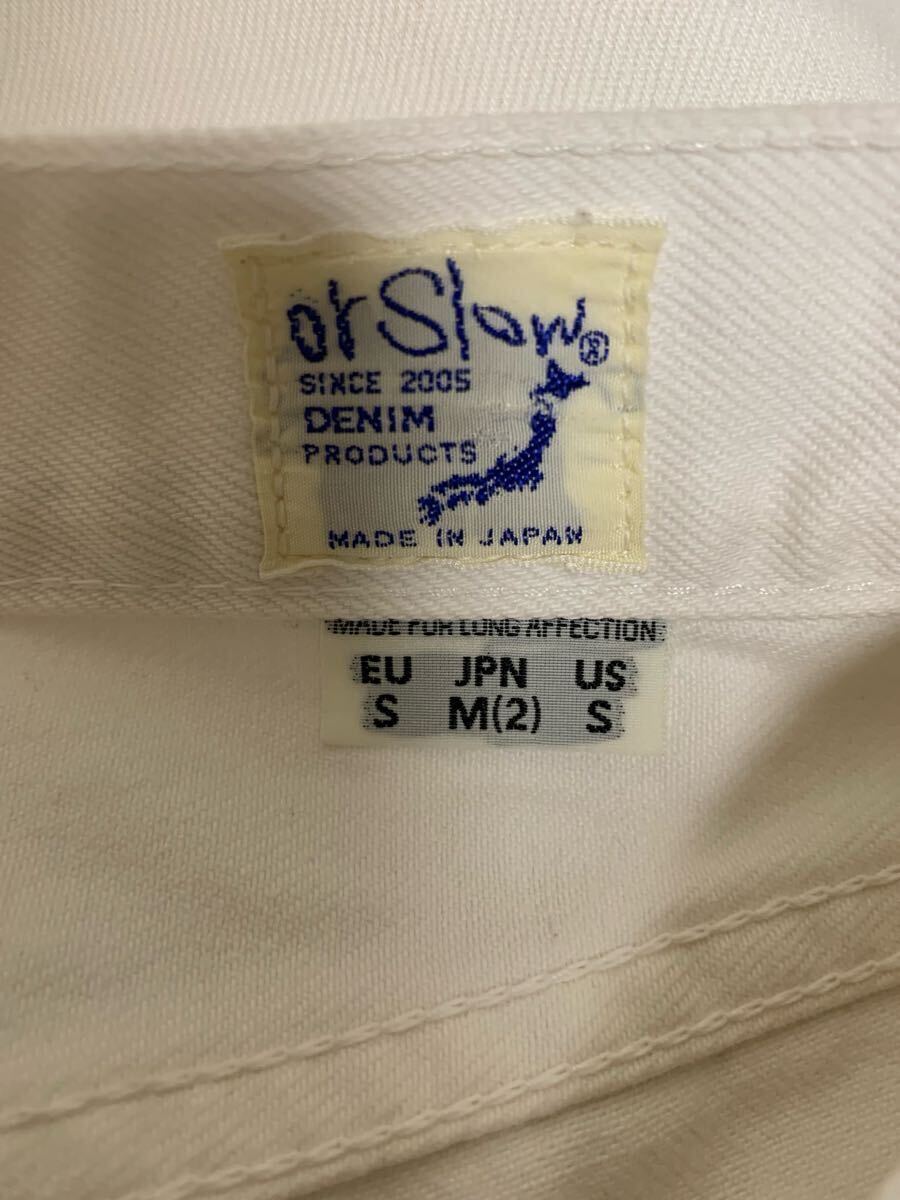 orSlow®
SINCE 2005
DENIM
PRODUCTS
MADE IN JAPAN
MADE FOR LONG AFFECTION
EU JPN US
S M(2) S